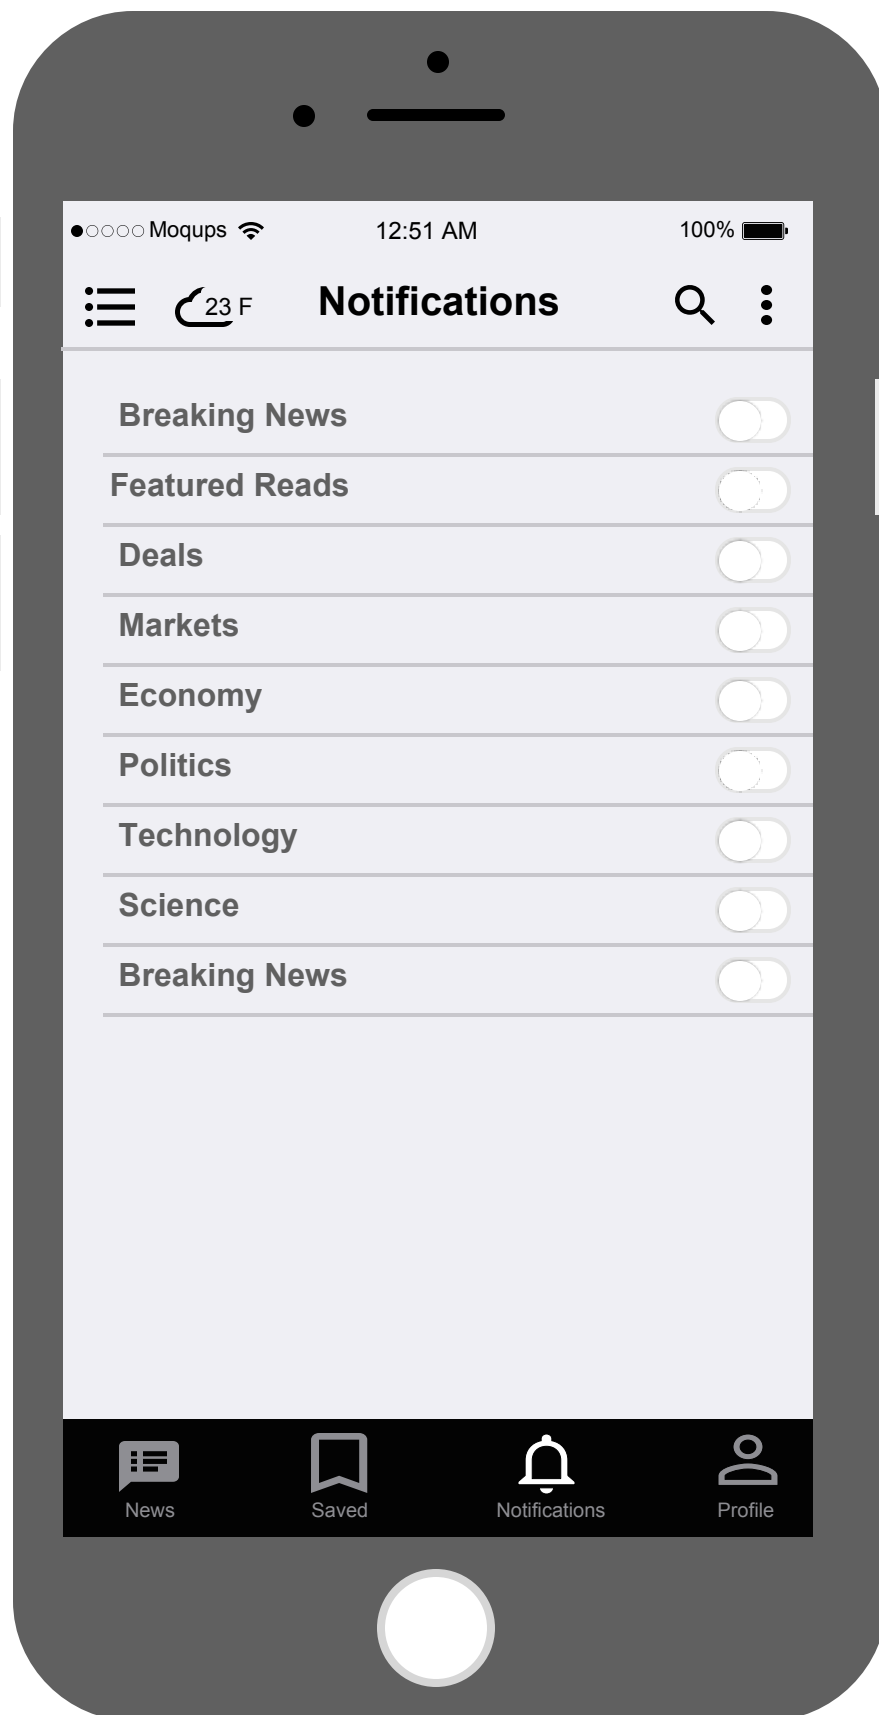 Moqups 12:51 AM 100%
23 F Notifications
Breaking News
Featured Reads
Deals
Markets
Economy
Politics
Technology
Science
Breaking News
News Saved Notifications Profile